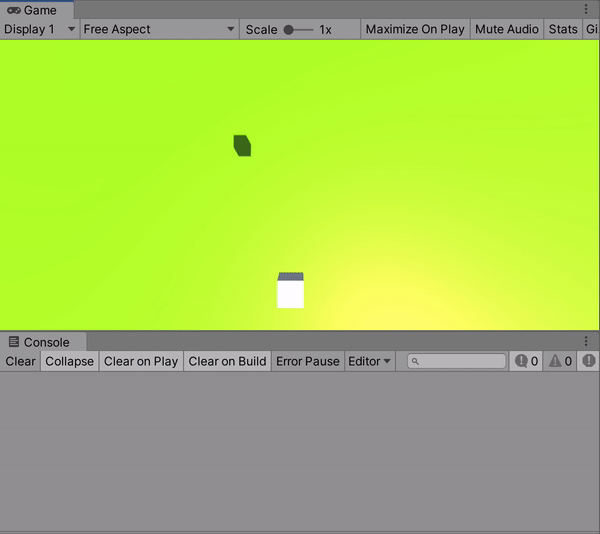 Game
Display 1 Free Aspect Scale 1x Maximize On Play Mute Audio Stats Gi
Console
Clear Collapse Clear on Play Clear on Build Error Pause Editor 0 0